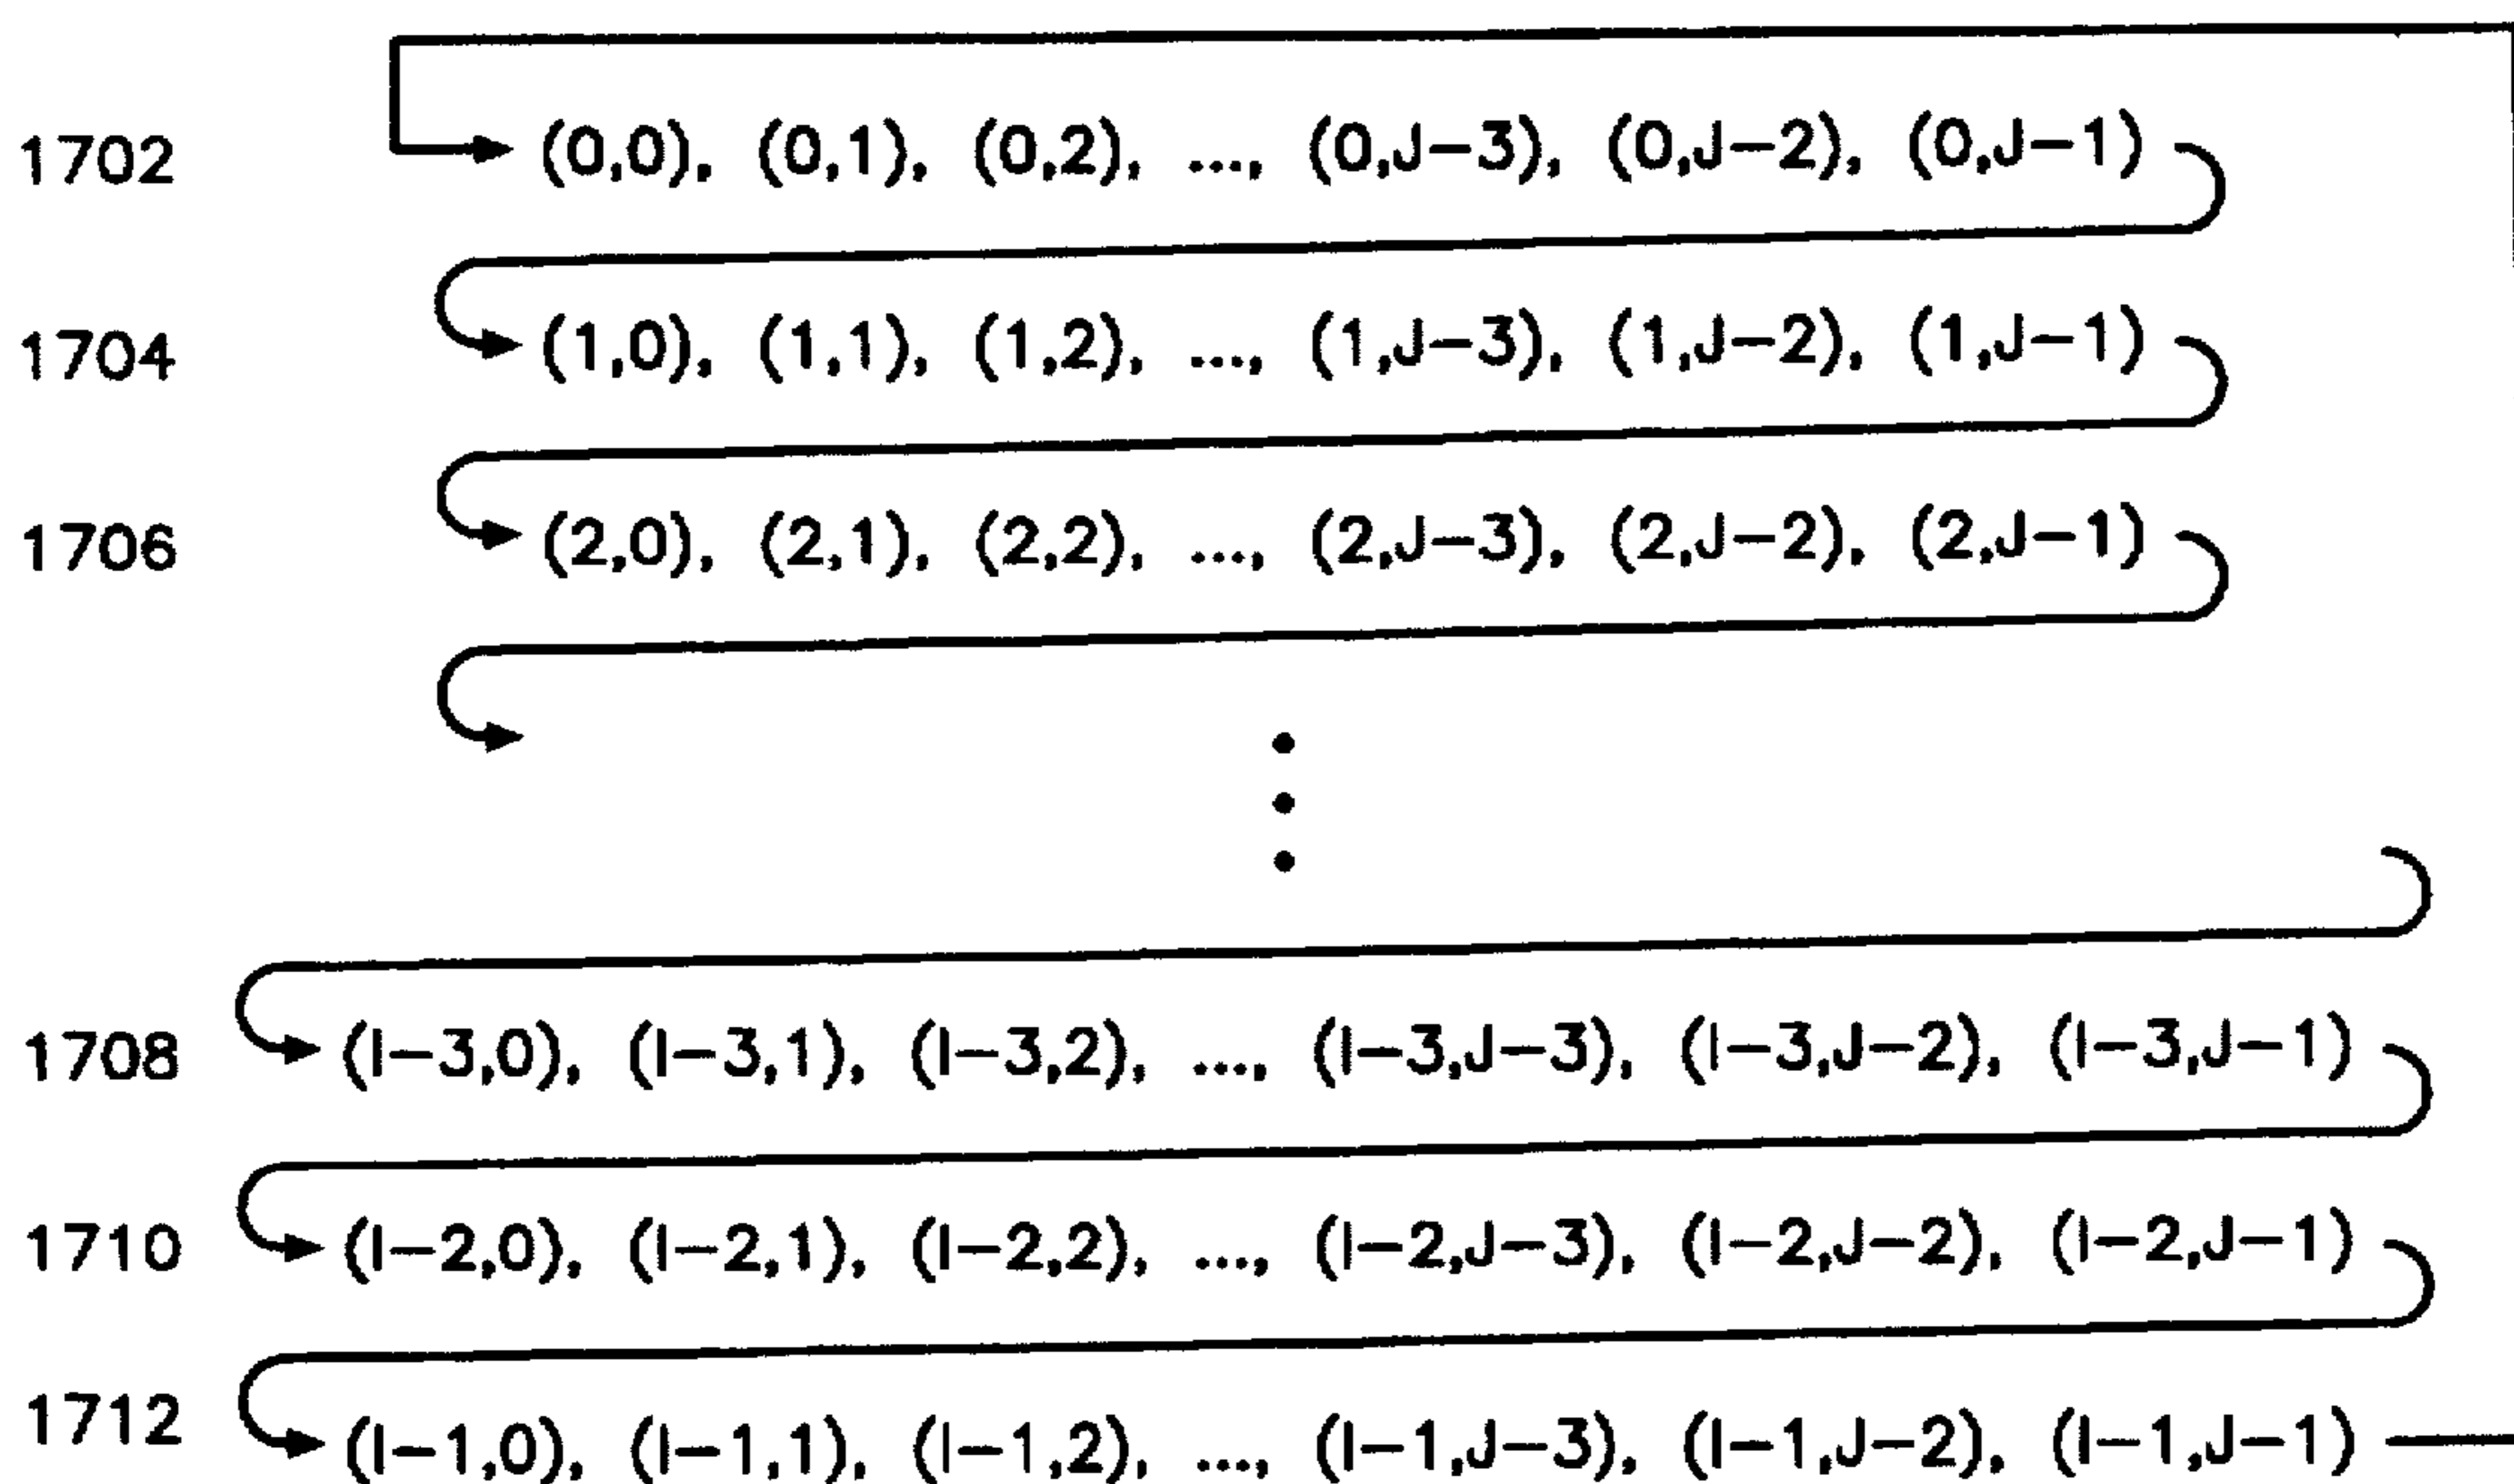 1702 (0,0), (0,1), (0,2), ..., (0,J−3), (0,J−2), (0,J−1)
1704 (1,0), (1,1), (1,2), ..., (1,J−3), (1,J−2), (1,J−1)
1706 (2,0), (2,1), (2,2), ..., (2,J−3), (2,J−2), (2,J−1)
1708 (I−3,0), (I−3,1), (I−3,2), ..., (I−3,J−3), (I−3,J−2), (I−3,J−1)
1710 (I−2,0), (I−2,1), (I−2,2), ..., (I−2,J−3), (I−2,J−2), (I−2,J−1)
1712 (I−1,0), (I−1,1), (I−1,2), ..., (I−1,J−3), (I−1,J−2), (I−1,J−1)